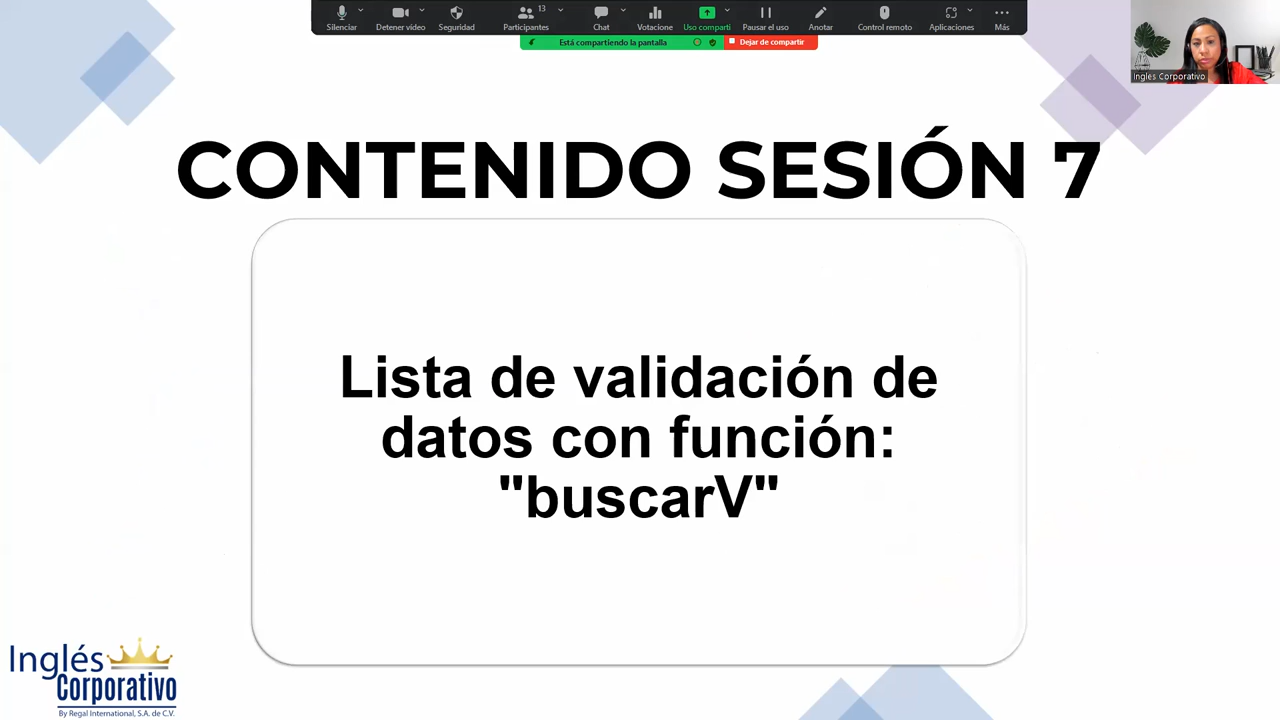 Silenciar
Detener video
Seguridad
13
Participantes
Chat
Votacione
Uso comparti
Pausar el uso
Anotar
Control remoto
Aplicaciones
Más
Está compartiendo la pantalla
Dejar de compartir
Inglés Corporativo
CONTENIDO SESIÓN 7
Lista de validación de
datos con función:
"buscarV"
Inglés
Corporativo
By Regal International, S.A. de C.V.